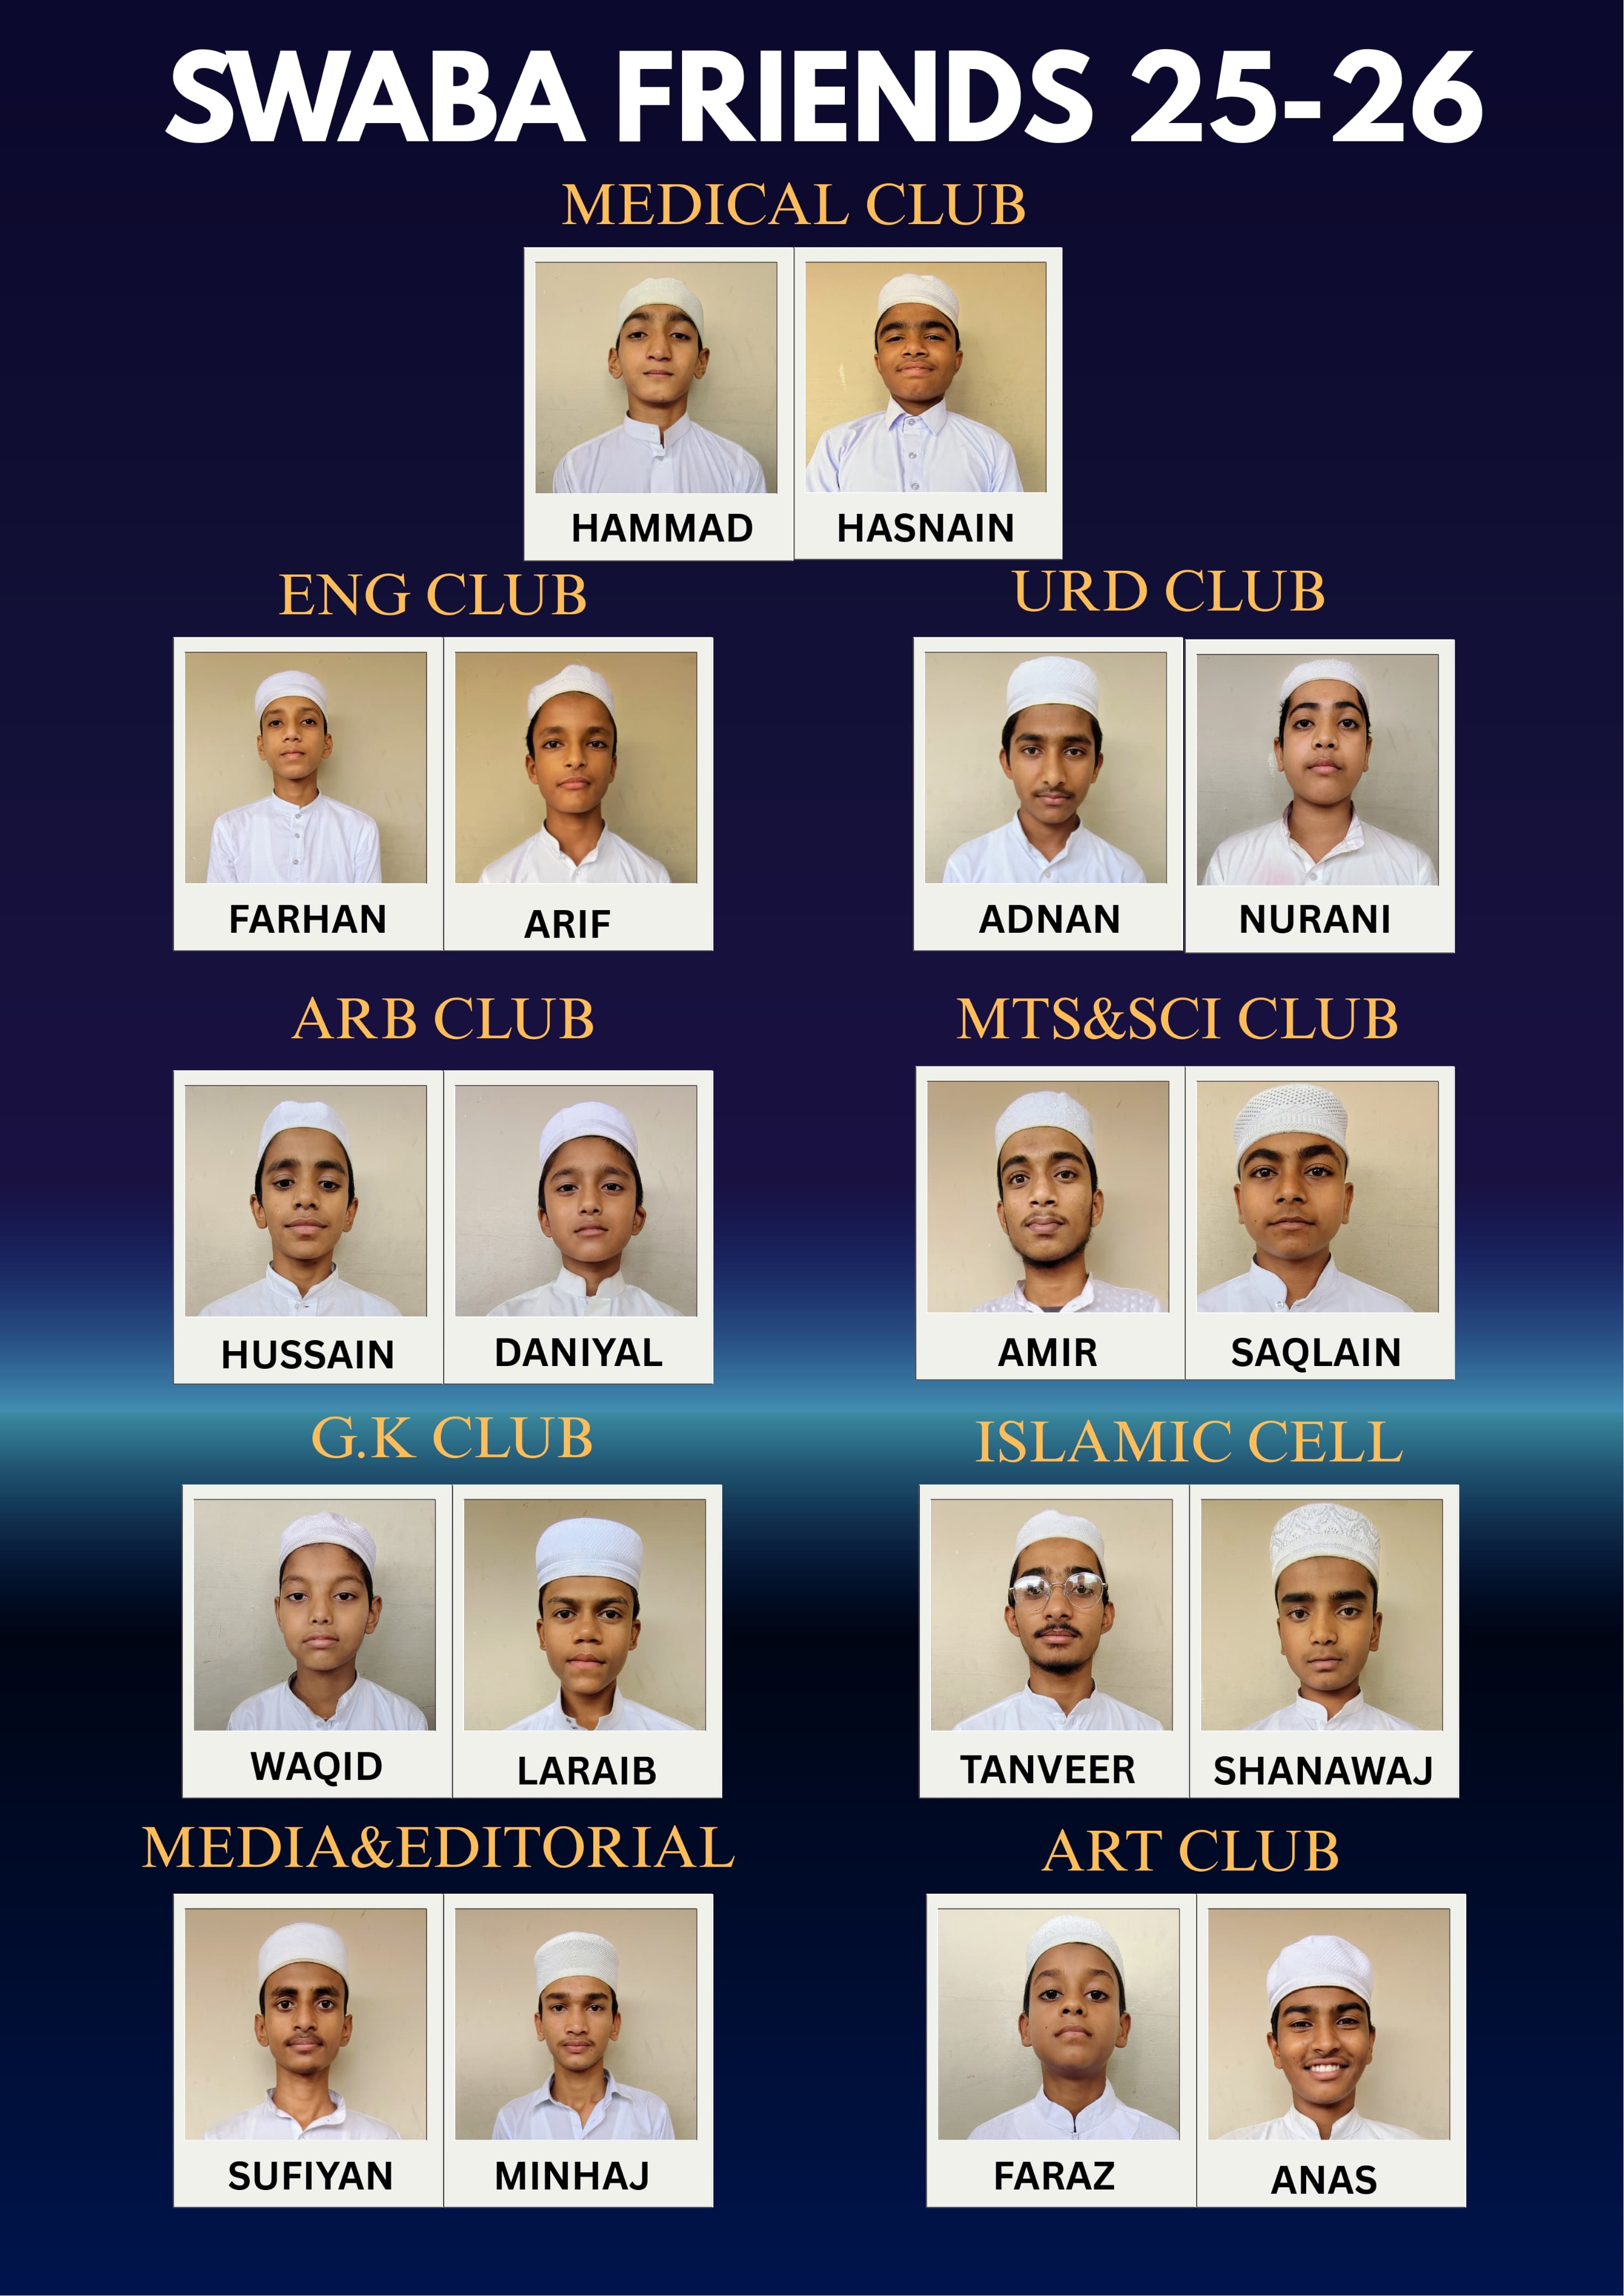 SWABA FRIENDS 25-26
MEDICAL CLUB
HAMMAD
HASNAIN
ENG CLUB
FARHAN
ARIF
URD CLUB
ADNAN
NURANI
ARB CLUB
HUSSAIN
DANIYAL
MTS&SCI CLUB
AMIR
SAQLAIN
G.K CLUB
WAQID
LARAIB
ISLAMIC CELL
TANVEER
SHANAWAJ
MEDIA&EDITORIAL
SUFIYAN
MINHAJ
ART CLUB
FARAZ
ANAS